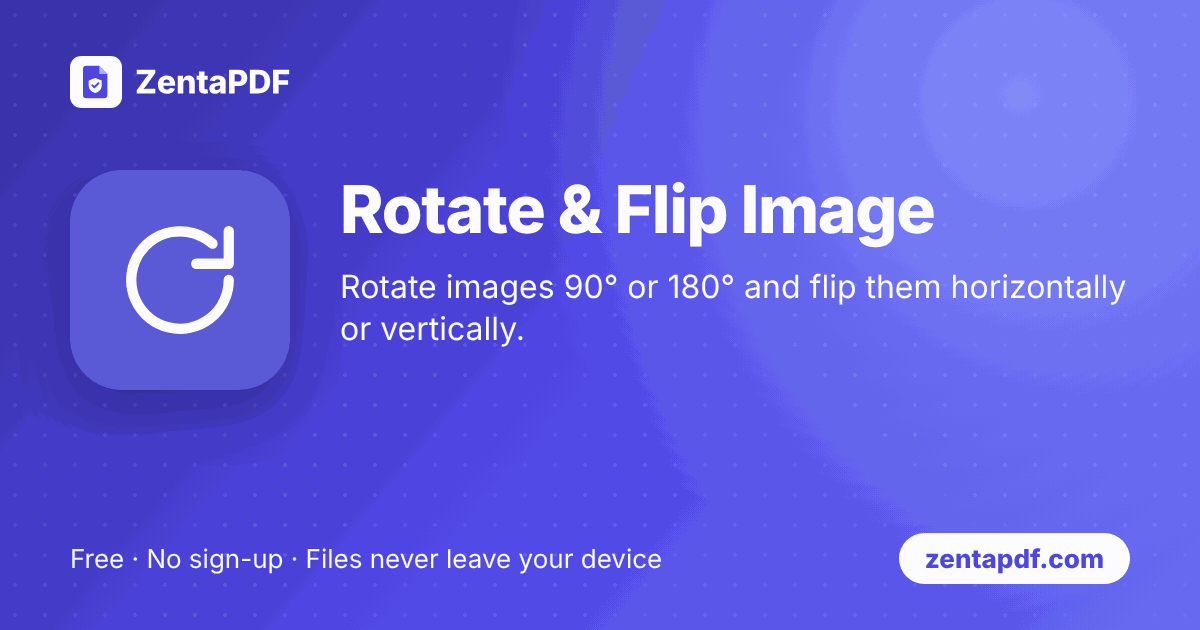 ZentaPDF
Rotate & Flip Image
Rotate images 90° or 180° and flip them horizontally
or vertically.
Free · No sign-up · Files never leave your device
zentapdf.com